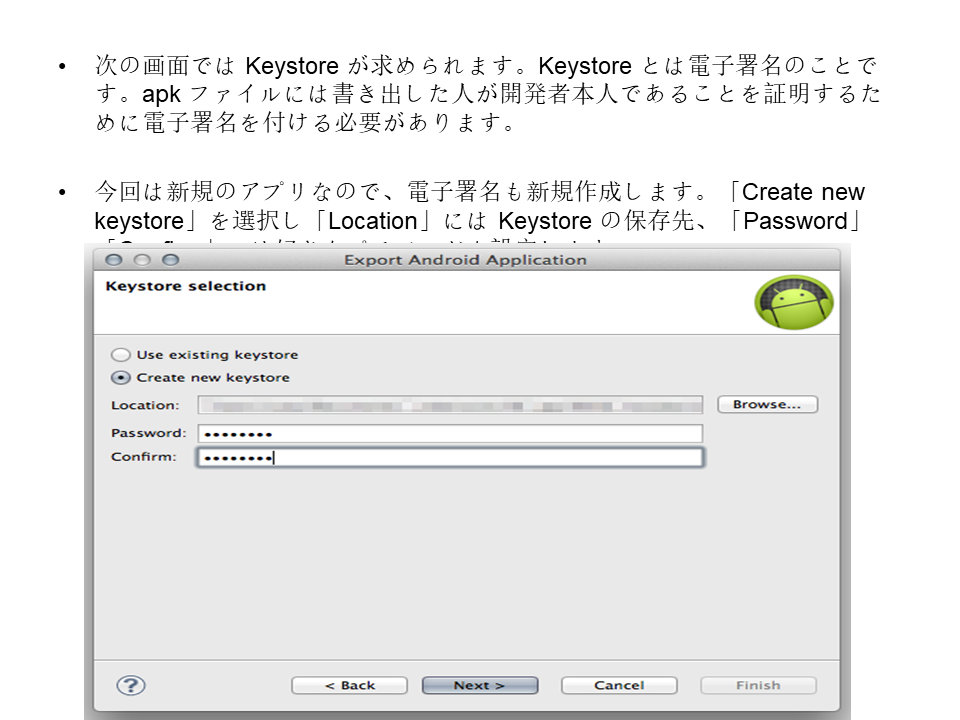 • 次の画面では Keystore が求められます。Keystore とは電子署名のことで
す。apk ファイルには書き出した人が開発者本人であることを証明するた
めに電子署名を付ける必要があります。
• 今回は新規のアプリなので、電子署名も新規作成します。「Create new
keystore」を選択し「Location」には Keystore の保存先、「Password」
Export Android Application
Keystore selection
Use existing keystore
Create new keystore
Location:
Browse...
Password: ••••••••
Confirm: ••••••••
?
< Back
Next >
Cancel
Finish